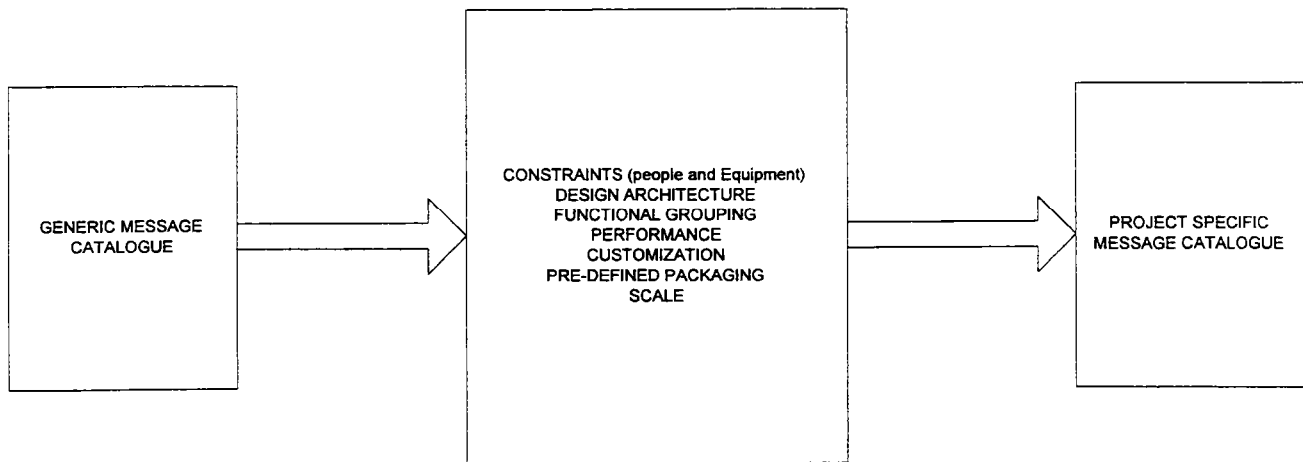 GENERIC MESSAGE
CATALOGUE
CONSTRAINTS (people and Equipment)
DESIGN ARCHITECTURE
FUNCTIONAL GROUPING
PERFORMANCE
CUSTOMIZATION
PRE-DEFINED PACKAGING
SCALE
PROJECT SPECIFIC
MESSAGE CATALOGUE